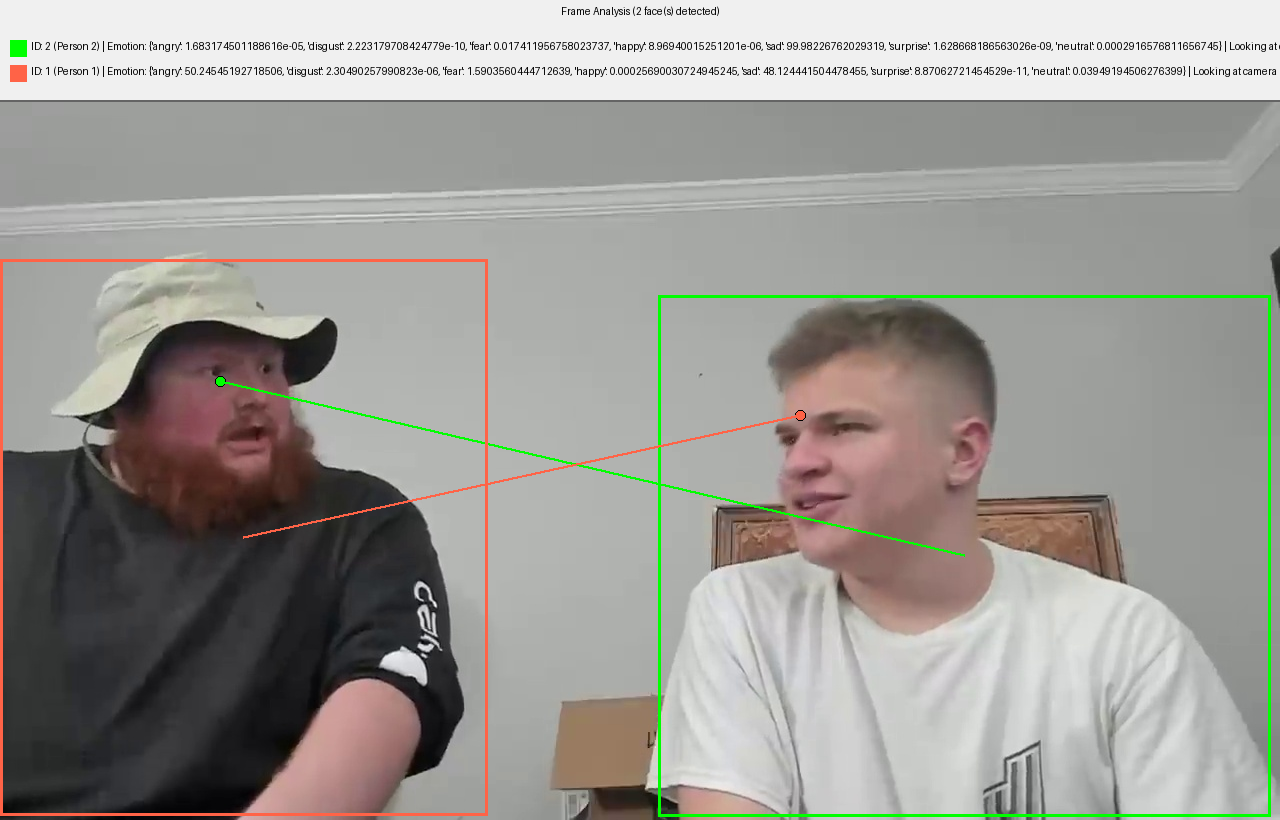 Frame Analysis (2 face(s) detected)
ID: 2 (Person 2) | Emotion: {'angry': 1.683174501188616e-05, 'disgust': 2.223179708424779e-10, 'fear': 0.017411956758023737, 'happy': 8.96940015251201e-06, 'sad': 99.98226762029319, 'surprise': 1.628668186563026e-09, 'neutral': 0.0002916576811656745} | Looking at
ID: 1 (Person 1) | Emotion: {'angry': 50.24545192718506, 'disgust': 2.30490257990823e-06, 'fear': 1.5903560444712639, 'happy': 0.00025690030724945245, 'sad': 48.124441504478455, 'surprise': 8.87062721454529e-11, 'neutral': 0.03949194506276399} | Looking at camera